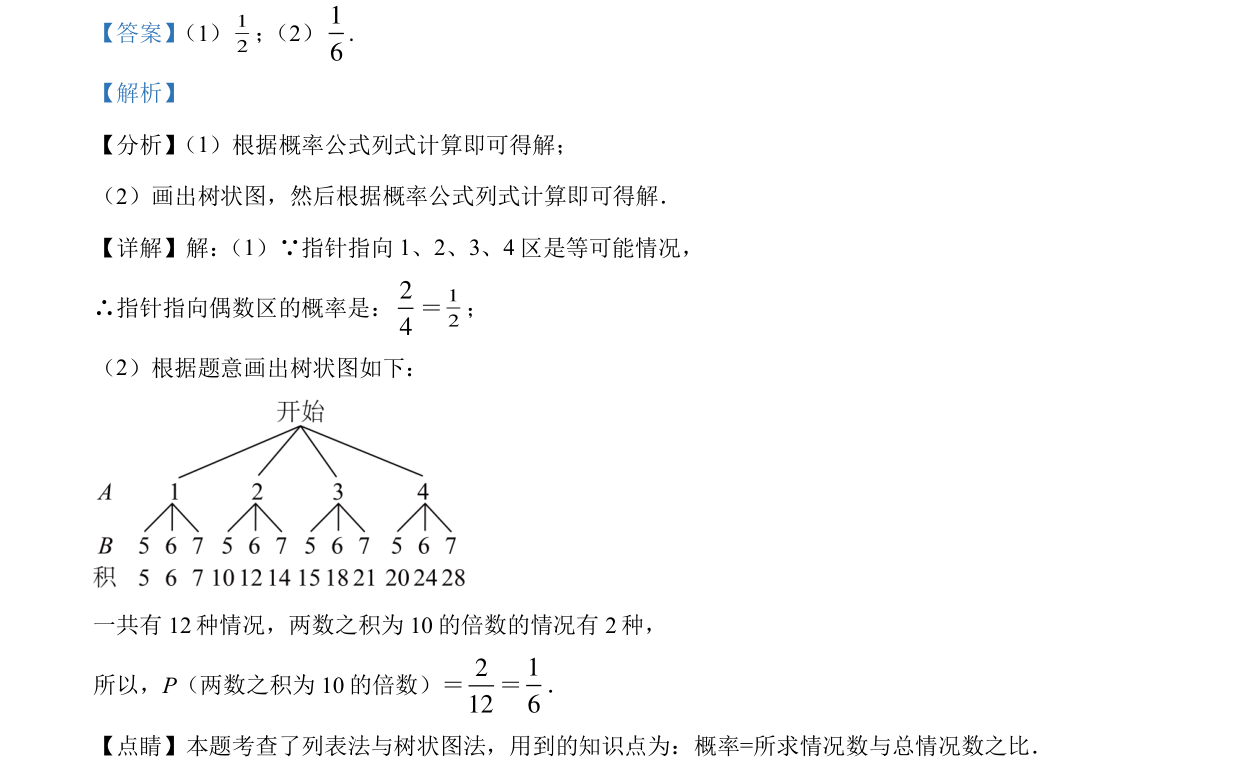 【答案】（1）1/2；（2）1/6．
【解析】
【分析】（1）根据概率公式列式计算即可得解；
（2）画出树状图，然后根据概率公式列式计算即可得解．
【详解】解：（1）∵指针指向 1、2、3、4 区是等可能情况，
∴指针指向偶数区的概率是：2/4＝1/2；
（2）根据题意画出树状图如下：
开始
A 1 2 3 4
B 5 6 7 5 6 7 5 6 7 5 6 7
积 5 6 7 10 12 14 15 18 21 20 24 28
一共有 12 种情况，两数之积为 10 的倍数的情况有 2 种，
所以，P（两数之积为 10 的倍数）＝2/12＝1/6．
【点睛】本题考查了列表法与树状图法，用到的知识点为：概率=所求情况数与总情况数之比．